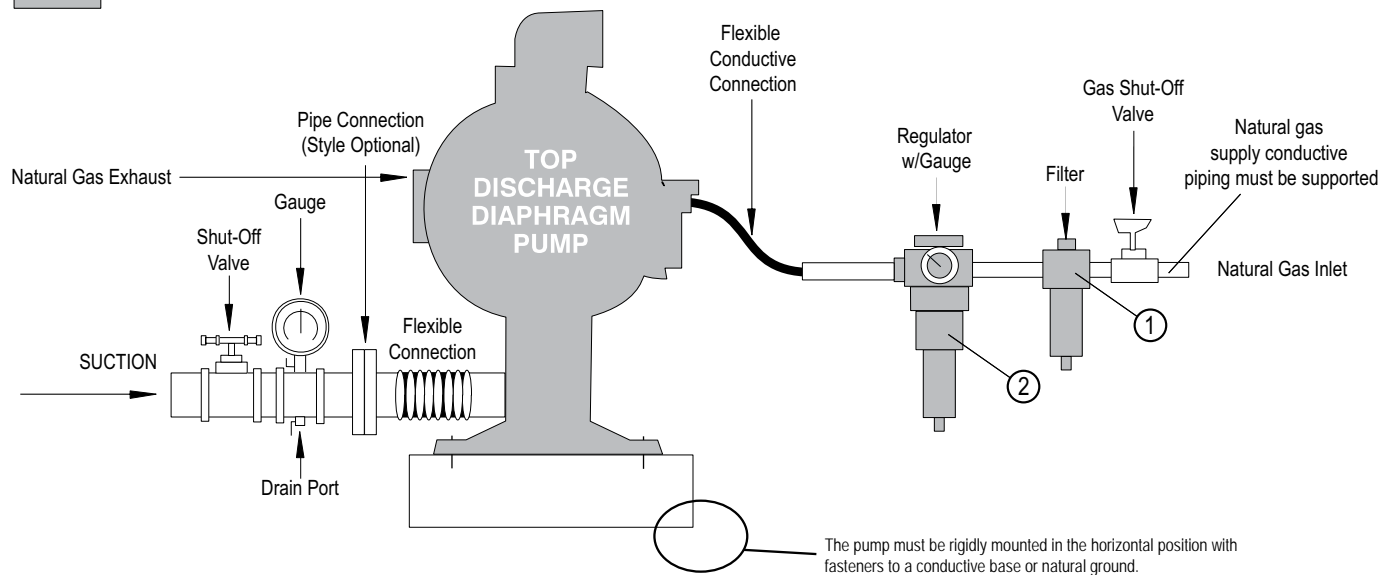 Flexible
Conductive
Connection
Gas Shut-Off
Valve
Pipe Connection
(Style Optional)
Regulator
w/Gauge
Natural gas
supply conductive
piping must be supported
TOP
DISCHARGE
DIAPHRAGM
PUMP
Natural Gas Exhaust
Filter
Gauge
Shut-Off
Valve
Natural Gas Inlet
1
Flexible
Connection
SUCTION
2
Drain Port
The pump must be rigidly mounted in the horizontal position with
fasteners to a conductive base or natural ground.